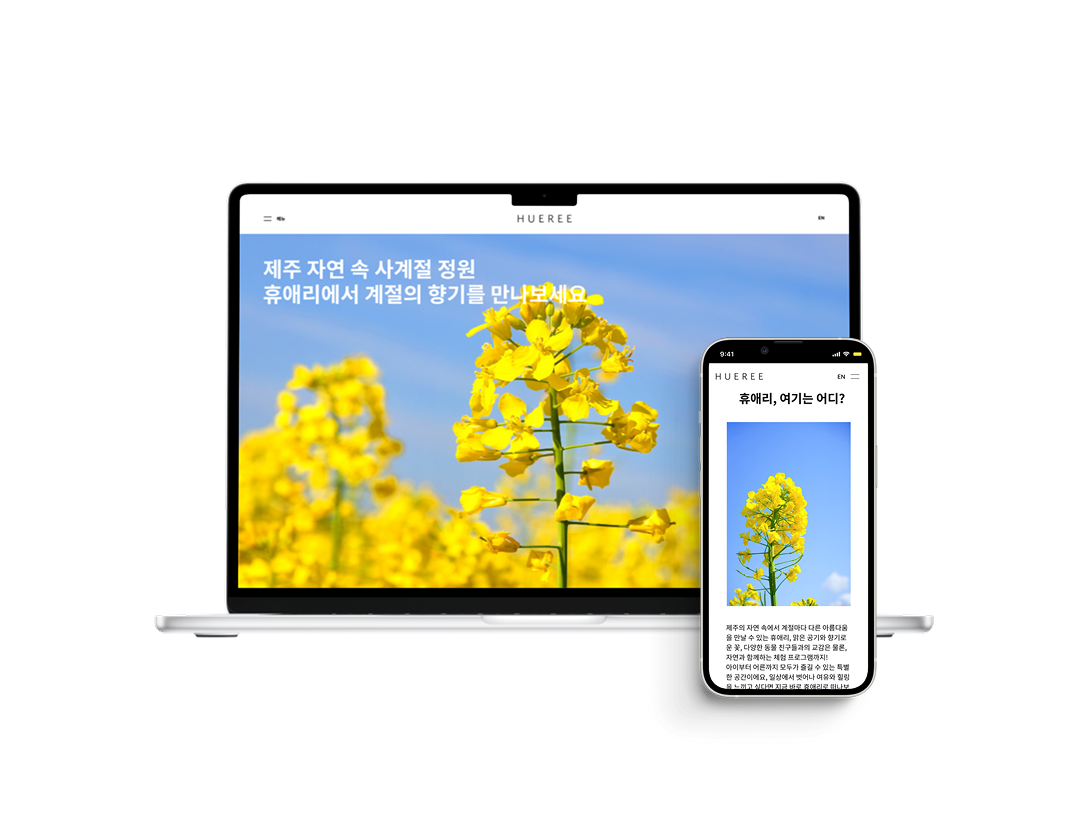 메뉴
HUEREE
EN
제주 자연 속 사계절 정원
휴애리에서 계절의 향기를 만나보세요
9:41
HUEREE
EN
휴애리, 여기는 어디?
제주의 자연 속에서 계절마다 다른 아름다움
을 만날 수 있는 휴애리, 맑은 공기와 향기로
운 꽃, 다양한 동물 친구들과의 교감은 물론,
자연과 함께하는 체험 프로그램까지!
아이부터 어른까지 모두가 즐길 수 있는 특별
한 공간이에요, 일상에서 벗어나 여유와 힐링
을 느끼고 싶다면 지금 바로 휴애리로 떠나보